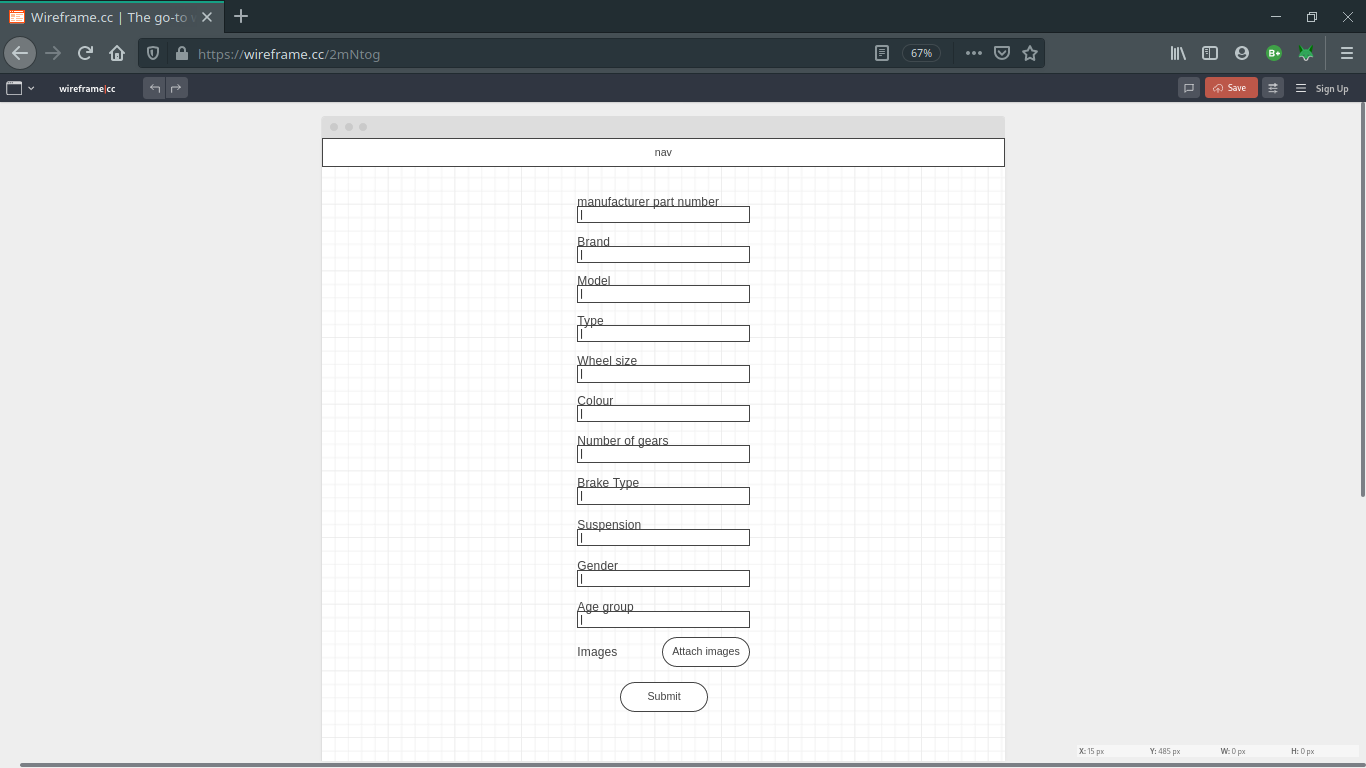 Wireframe.cc | The go-to
https://wireframe.cc/2mNtog
67%
B+
wireframe|cc
Save
Sign Up
nav
manufacturer part number
Brand
Model
Type
Wheel size
Colour
Number of gears
Brake Type
Suspension
Gender
Age group
Images
Attach images
Submit
X: 15 px Y: 485 px W: 0 px H: 0 px